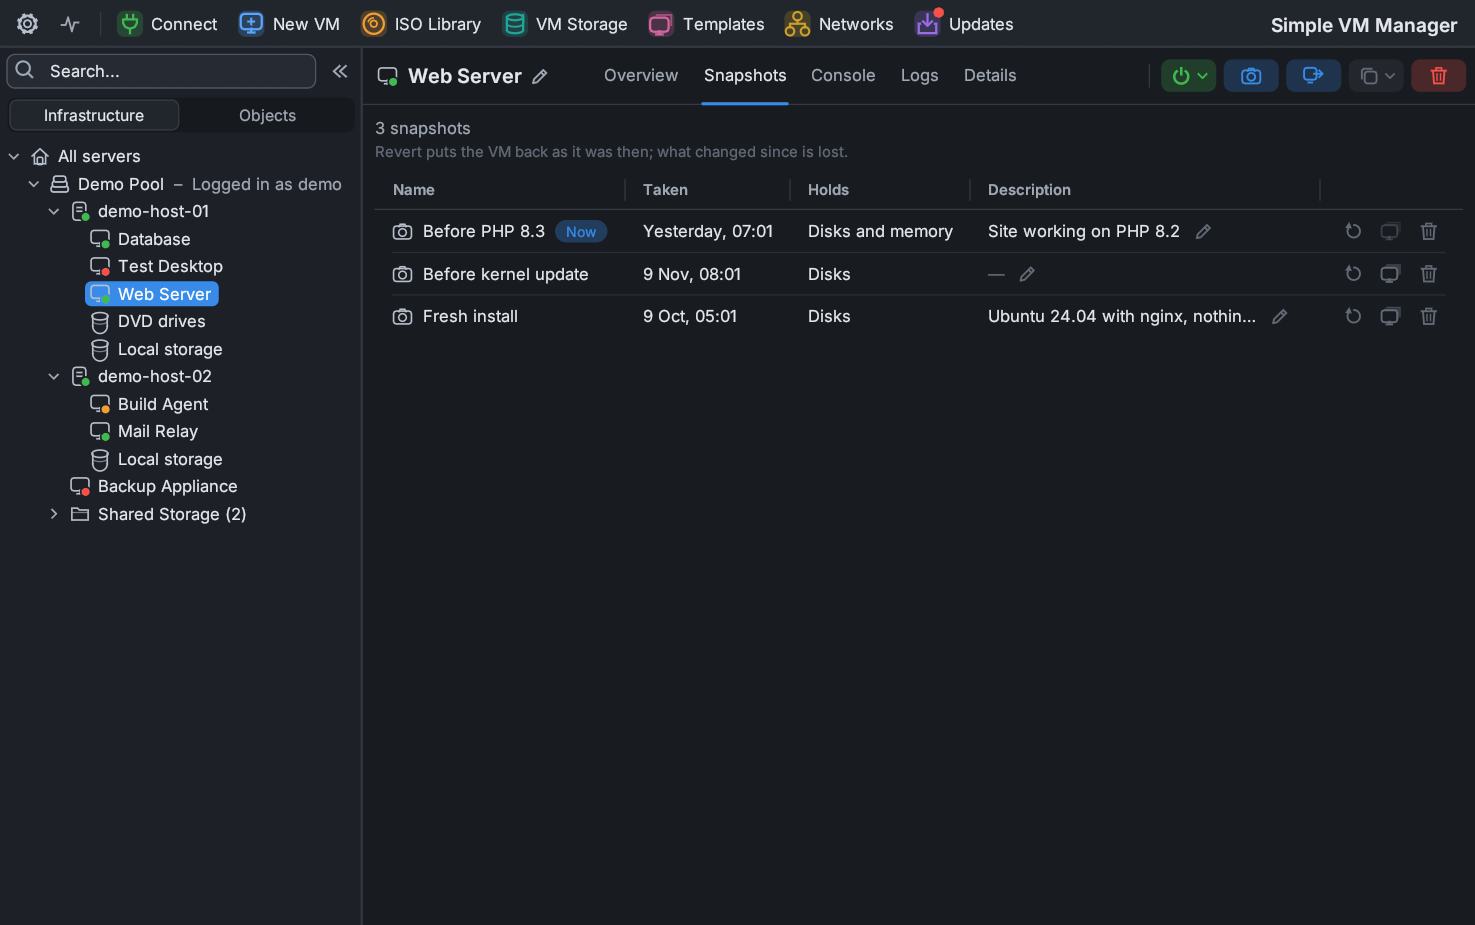 Connect New VM ISO Library VM Storage Templates Networks Updates Simple VM Manager
Search...
Infrastructure Objects
All servers
Demo Pool – Logged in as demo
demo-host-01
Database
Test Desktop
Web Server
DVD drives
Local storage
demo-host-02
Build Agent
Mail Relay
Local storage
Backup Appliance
Shared Storage (2)
Web Server Overview Snapshots Console Logs Details
3 snapshots
Revert puts the VM back as it was then; what changed since is lost.
Name Taken Holds Description
Before PHP 8.3 Now Yesterday, 07:01 Disks and memory Site working on PHP 8.2
Before kernel update 9 Nov, 08:01 Disks —
Fresh install 9 Oct, 05:01 Disks Ubuntu 24.04 with nginx, nothin...